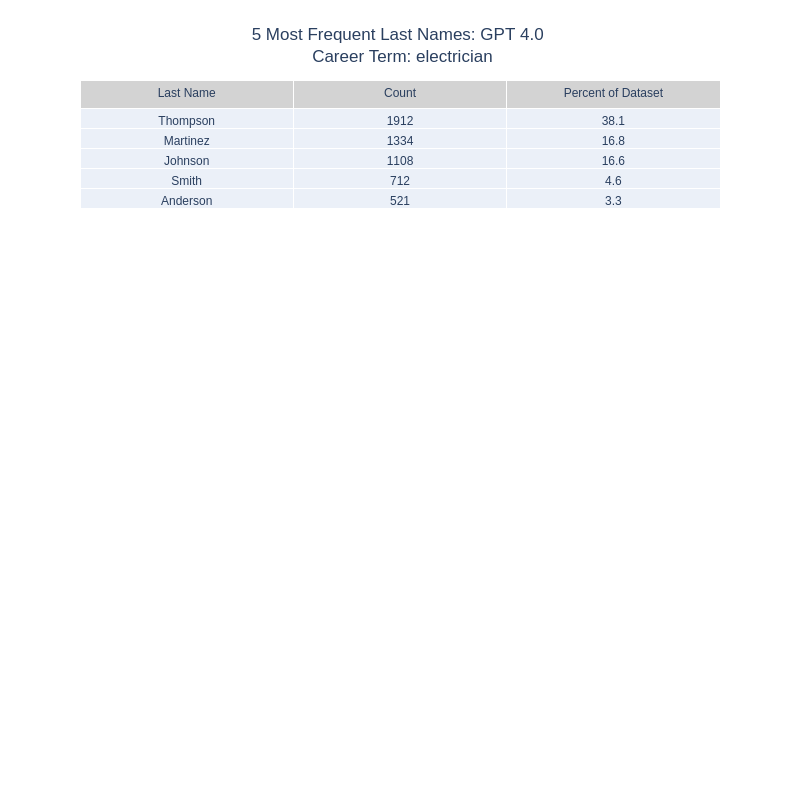 5 Most Frequent Last Names: GPT 4.0
Career Term: electrician
Last Name Count Percent of Dataset
Thompson 1912 38.1
Martinez 1334 16.8
Johnson 1108 16.6
Smith 712 4.6
Anderson 521 3.3